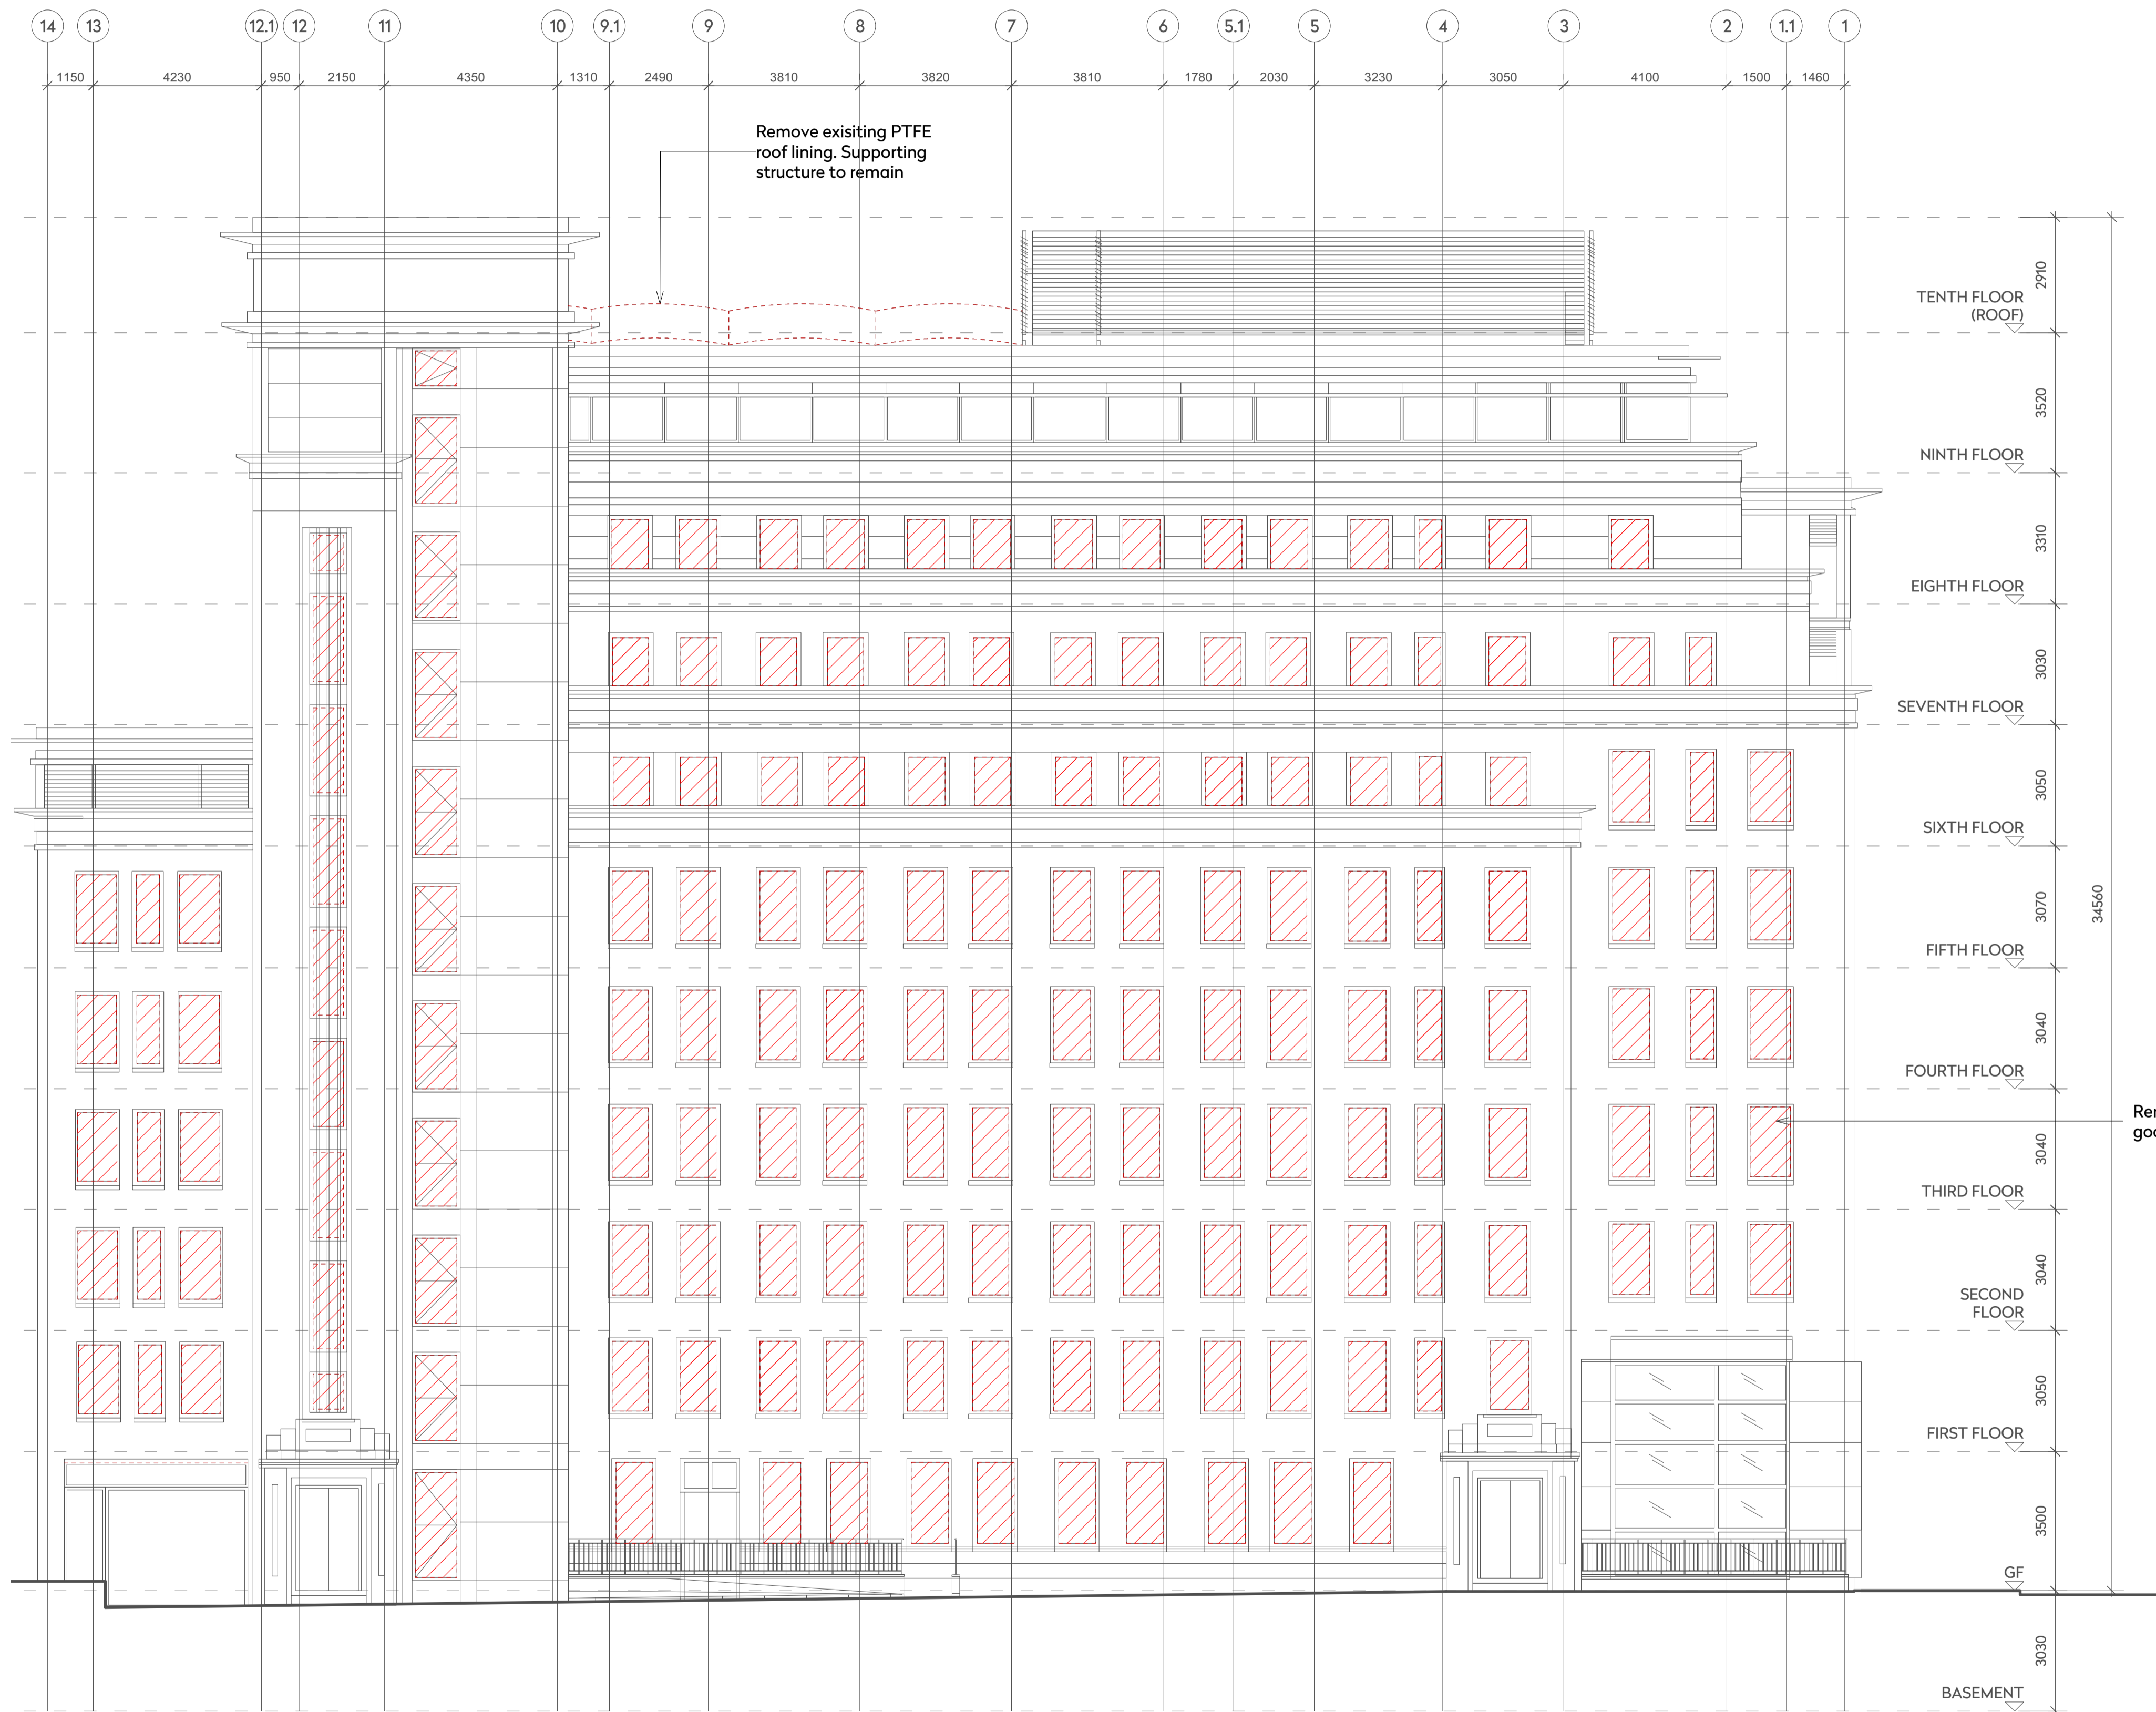 14 13 12.1 12 11 10 9.1 9 8 7 6 5.1 5 4 3 2 1.1 1
1150 4230 950 2150 4350 1310 2490 3810 3820 3810 1780 2030 3230 3050 4100 1500 1460
Remove exisiting PTFE
roof lining. Supporting
structure to remain
2910
TENTH FLOOR
(ROOF)
3520
NINTH FLOOR
3310
EIGHTH FLOOR
3030
SEVENTH FLOOR
3050
SIXTH FLOOR
3070
34560
FIFTH FLOOR
3040
FOURTH FLOOR
3040
THIRD FLOOR
3040
SECOND
FLOOR
3050
FIRST FLOOR
3500
GF
3030
BASEMENT